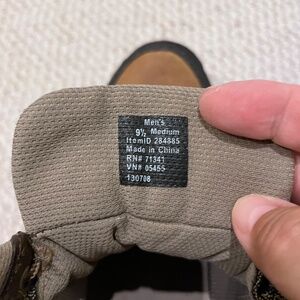 Men's
9½ Medium
ItemID 284885
Made in China
RN# 71341
VN# 05455
130708